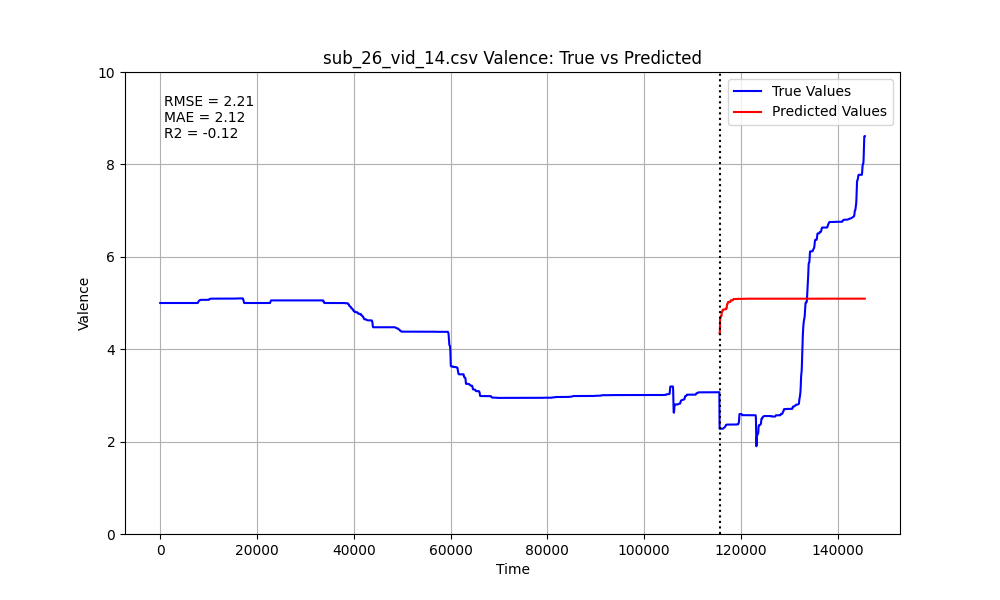 sub_26_vid_14.csv Valence: True vs Predicted
RMSE = 2.21
MAE = 2.12
R2 = -0.12
True Values
Predicted Values
10
8
6
4
2
0
Valence
0 20000 40000 60000 80000 100000 120000 140000
Time